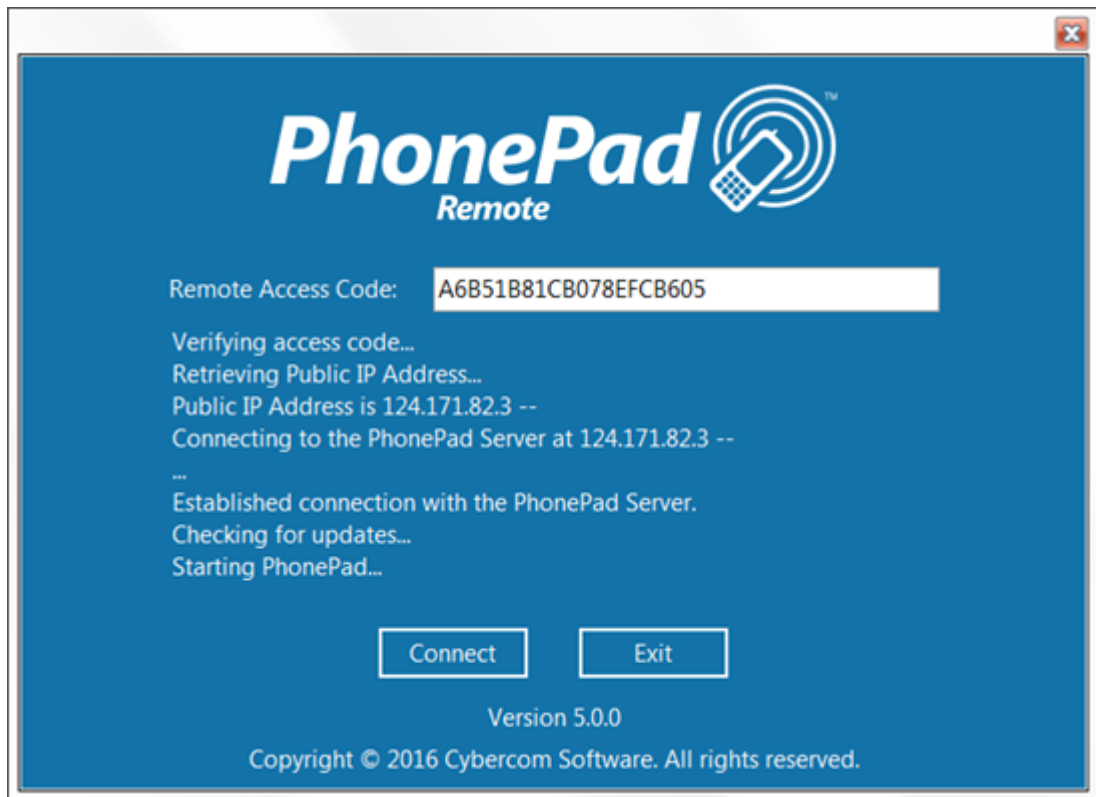 PhonePad ™
Remote
Remote Access Code: A6B51B81CB078EFCB605
Verifying access code...
Retrieving Public IP Address...
Public IP Address is 124.171.82.3 --
Connecting to the PhonePad Server at 124.171.82.3 --
...
Established connection with the PhonePad Server.
Checking for updates...
Starting PhonePad...
Connect Exit
Version 5.0.0
Copyright © 2016 Cybercom Software. All rights reserved.